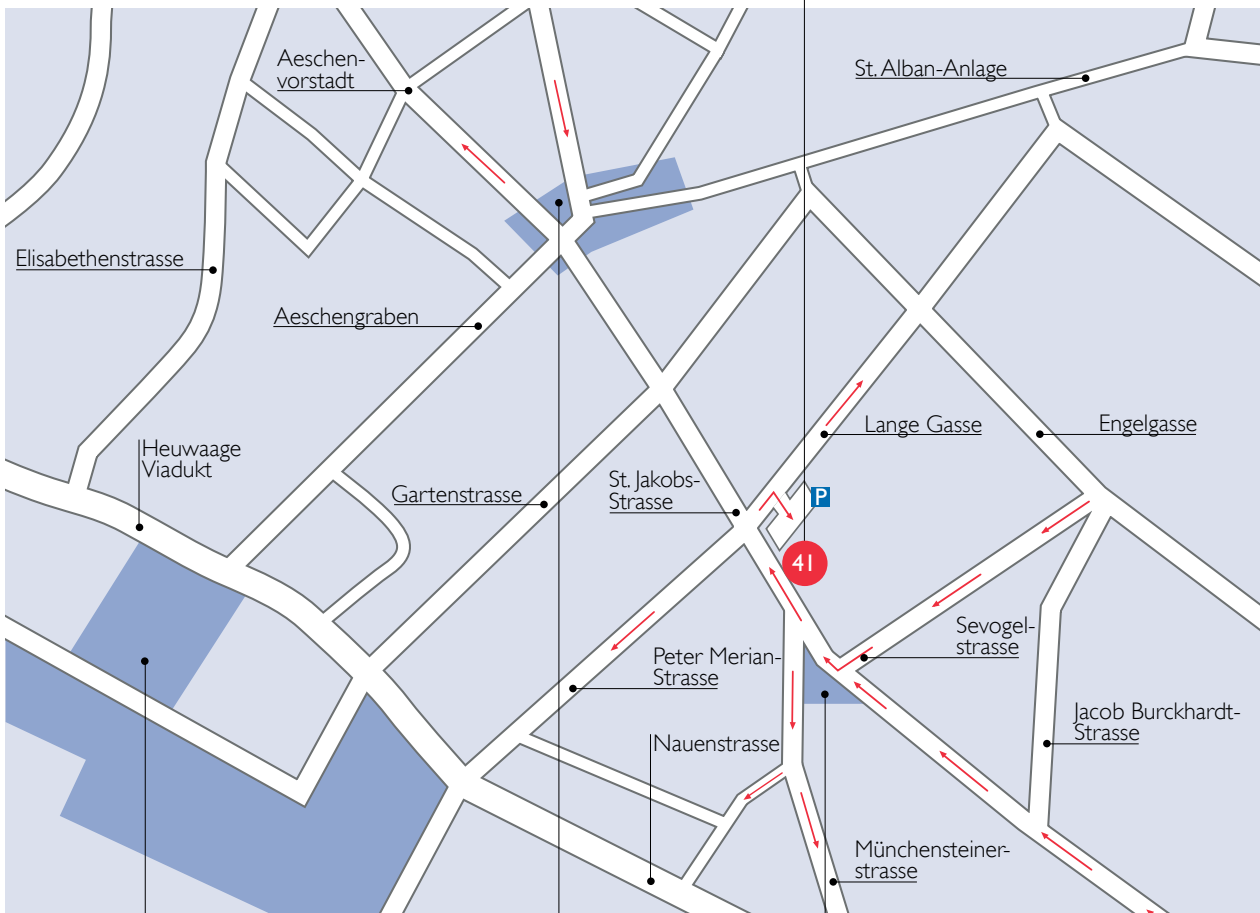 Aeschen-
vorstadt
St. Alban-Anlage
Elisabethenstrasse
Aeschengraben
Heuwaage
Viadukt
Gartenstrasse
St. Jakobs-
Strasse
Lange Gasse
Engelgasse
P
41
Sevogel-
strasse
Peter Merian-
Strasse
Nauenstrasse
Jacob Burckhardt-
Strasse
Münchensteiner-
strasse